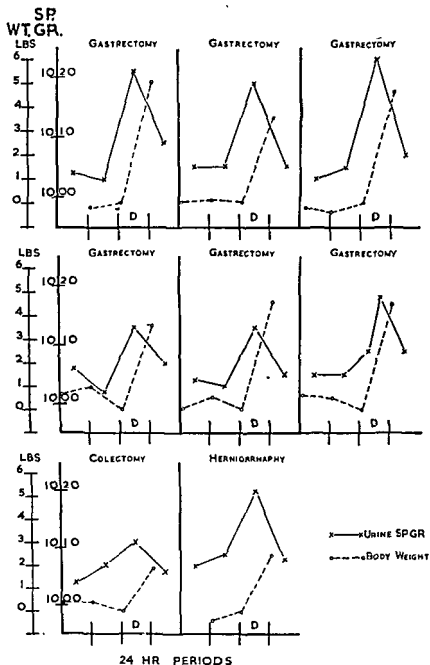 SP.
WT. GR.
LBS GASTRECTOMY GASTRECTOMY GASTRECTOMY
6
5
4
3
2
1
0
10.20
10.10
10.00
D D D
LBS GASTRECTOMY GASTRECTOMY GASTRECTOMY
6
5
4
3
2
1
0
10.20
10.10
10.00
D D D
LBS COLECTOMY HERNIORRHAPHY
6
5
4
3
2
1
0
10.20
10.10
10.00
D D
URINE SPGR
BODY WEIGHT
24 HR PERIODS